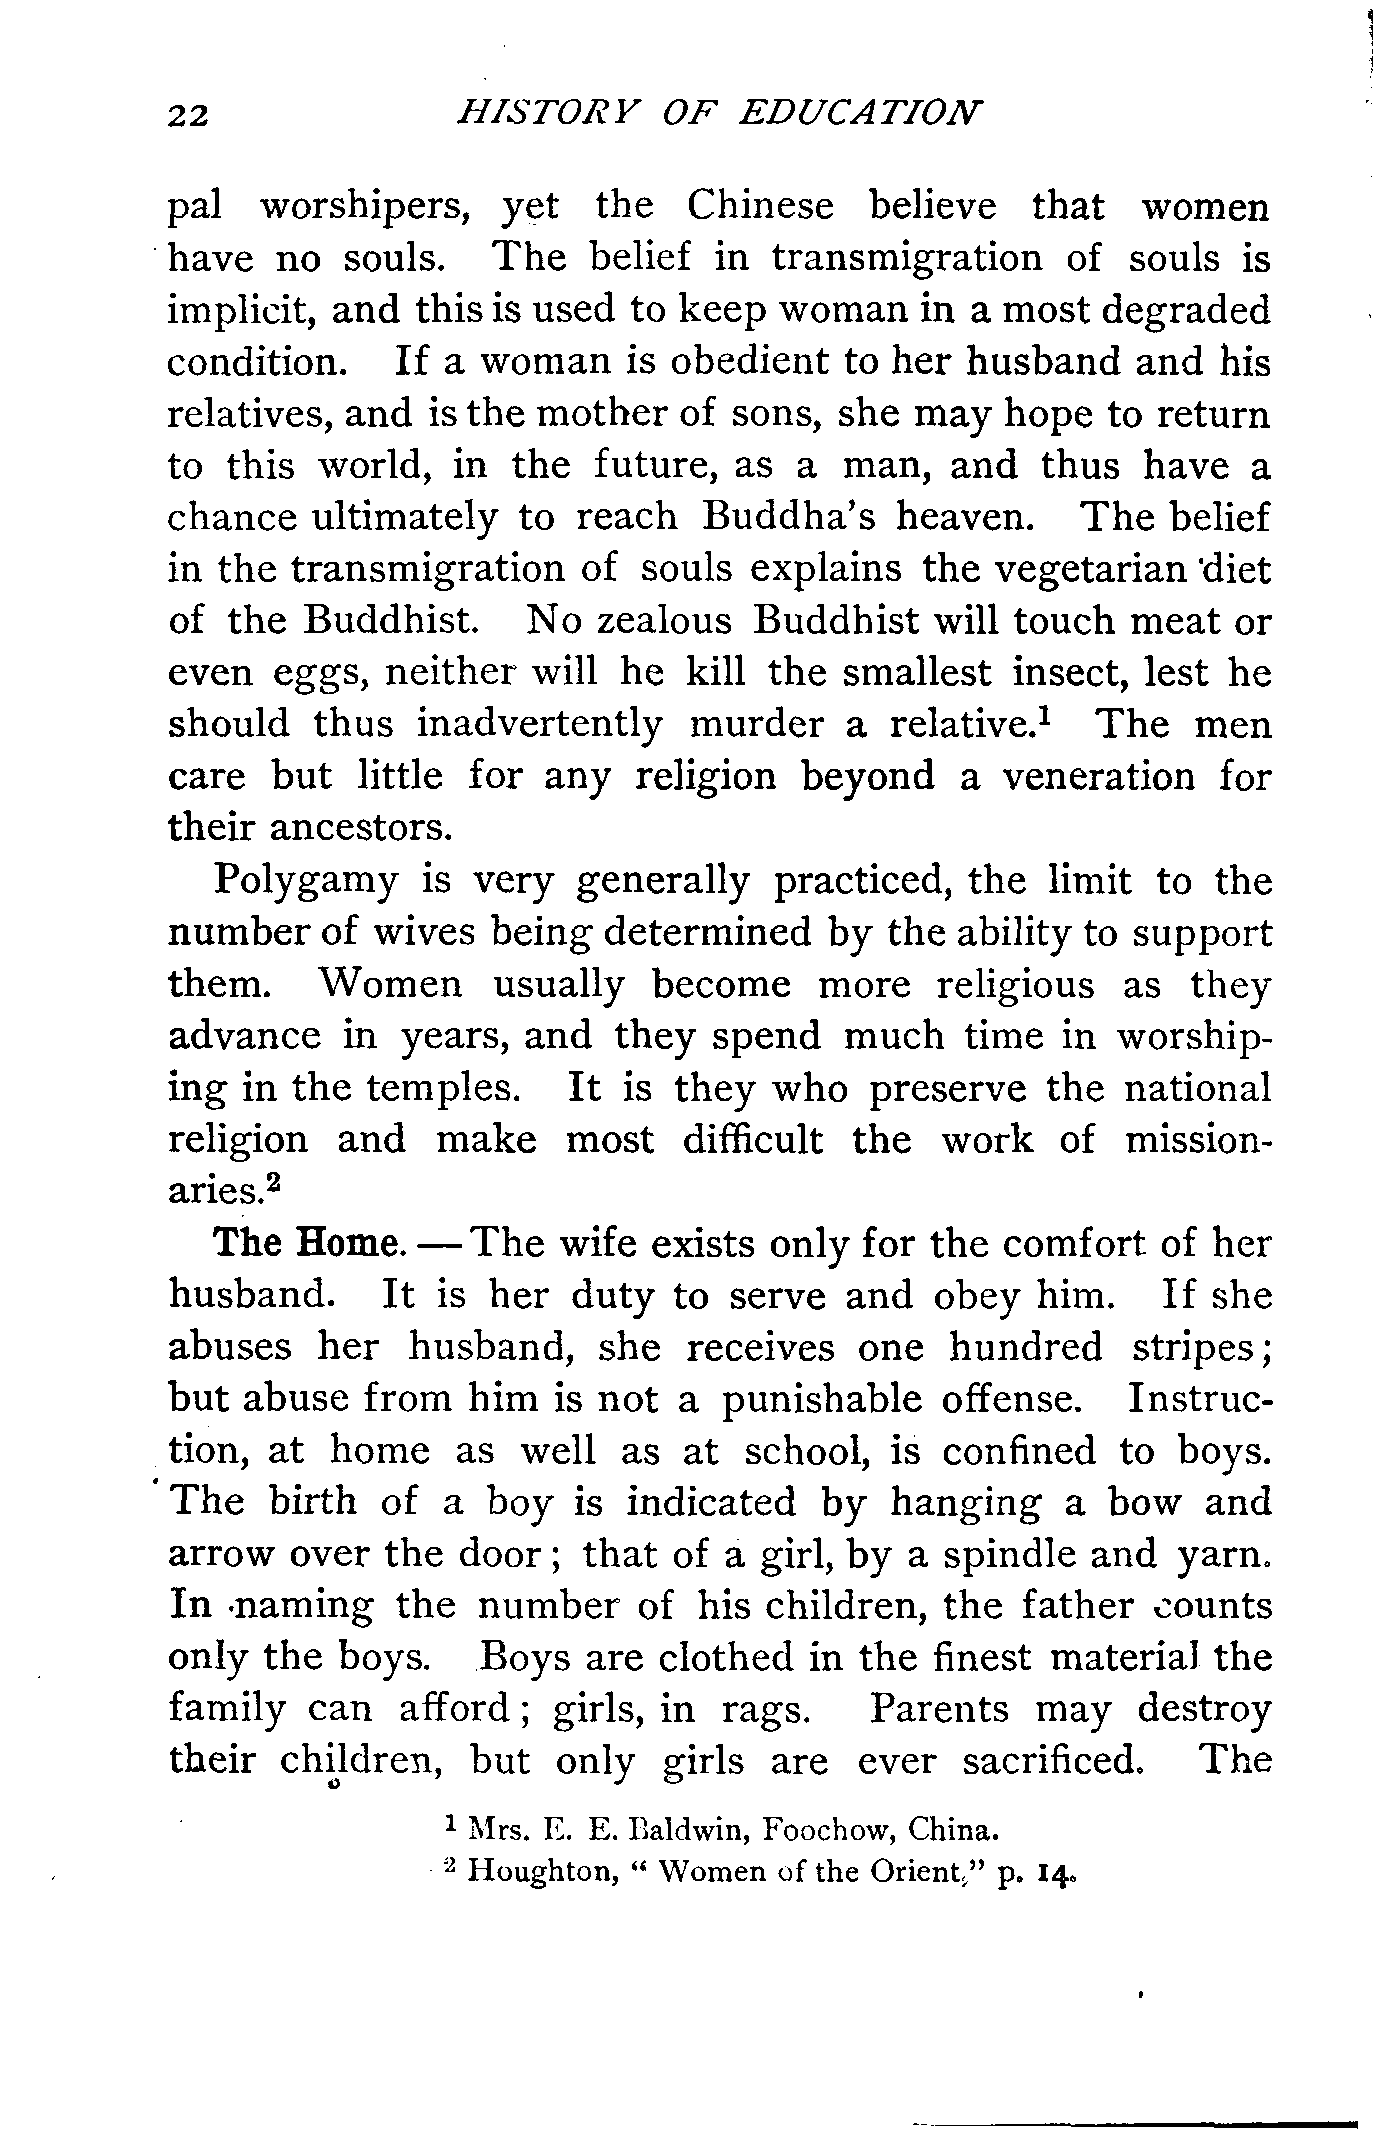 22 HISTORY OF EDUCATION
pal worshipers, yet the Chinese believe that women
have no souls. The belief in transmigration of souls is
implicit, and this is used to keep woman in a most degraded
condition. If a woman is obedient to her husband and his
relatives, and is the mother of sons, she may hope to return
to this world, in the future, as a man, and thus have a
chance ultimately to reach Buddha's heaven. The belief
in the transmigration of souls explains the vegetarian diet
of the Buddhist. No zealous Buddhist will touch meat or
even eggs, neither will he kill the smallest insect, lest he
should thus inadvertently murder a relative.¹ The men
care but little for any religion beyond a veneration for
their ancestors.
Polygamy is very generally practiced, the limit to the
number of wives being determined by the ability to support
them. Women usually become more religious as they
advance in years, and they spend much time in worship-
ing in the temples. It is they who preserve the national
religion and make most difficult the work of mission-
aries.²
The Home. — The wife exists only for the comfort of her
husband. It is her duty to serve and obey him. If she
abuses her husband, she receives one hundred stripes;
but abuse from him is not a punishable offense. Instruc-
tion, at home as well as at school, is confined to boys.
The birth of a boy is indicated by hanging a bow and
arrow over the door; that of a girl, by a spindle and yarn.
In naming the number of his children, the father counts
only the boys. Boys are clothed in the finest material the
family can afford; girls, in rags. Parents may destroy
their children, but only girls are ever sacrificed. The
¹ Mrs. E. E. Baldwin, Foochow, China.
² Houghton, "Women of the Orient," p. 14.